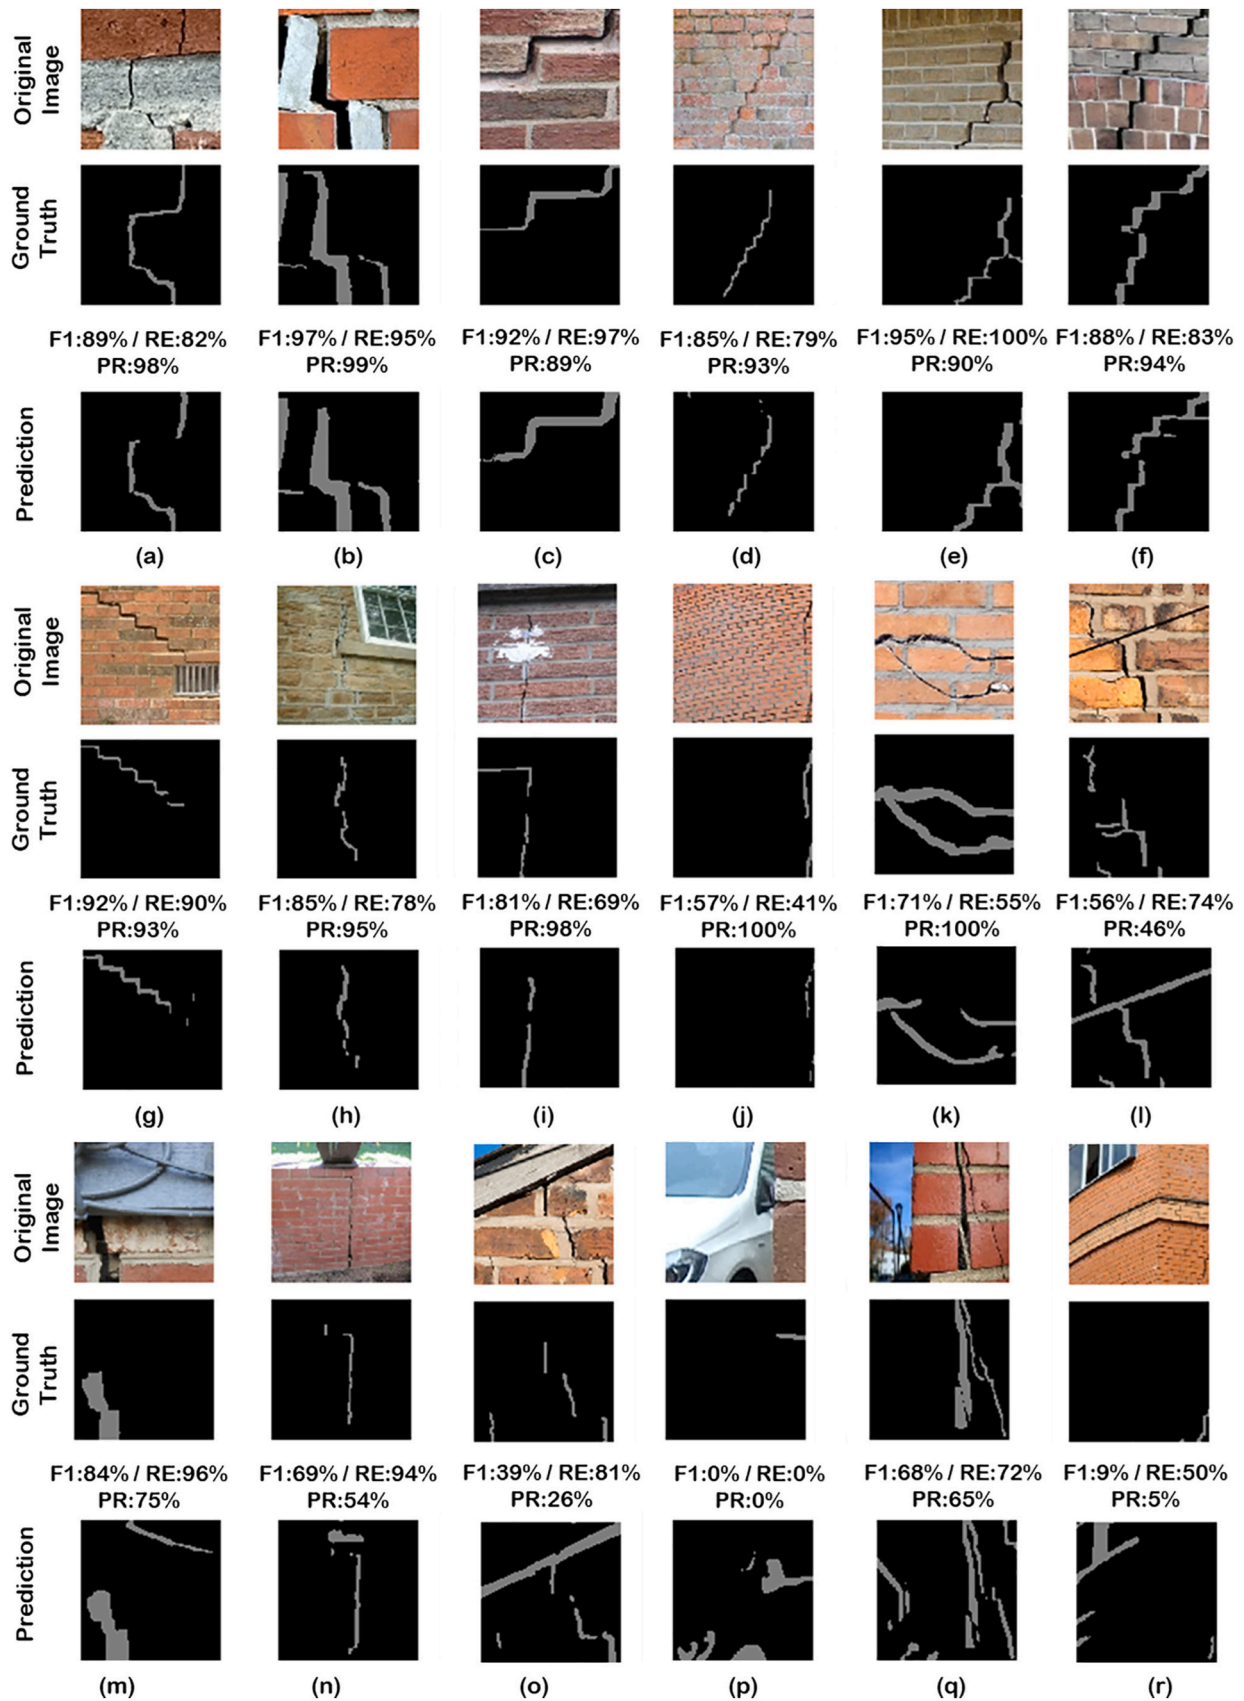 Original Image
Ground Truth
F1:89% / RE:82% PR:98%
F1:97% / RE:95% PR:99%
F1:92% / RE:97% PR:89%
F1:85% / RE:79% PR:93%
F1:95% / RE:100% PR:90%
F1:88% / RE:83% PR:94%
Prediction
(a)
(b)
(c)
(d)
(e)
(f)
Original Image
Ground Truth
F1:92% / RE:90% PR:93%
F1:85% / RE:78% PR:95%
F1:81% / RE:69% PR:98%
F1:57% / RE:41% PR:100%
F1:71% / RE:55% PR:100%
F1:56% / RE:74% PR:46%
Prediction
(g)
(h)
(i)
(j)
(k)
(l)
Original Image
Ground Truth
F1:84% / RE:96% PR:75%
F1:69% / RE:94% PR:54%
F1:39% / RE:81% PR:26%
F1:0% / RE:0% PR:0%
F1:68% / RE:72% PR:65%
F1:9% / RE:50% PR:5%
Prediction
(m)
(n)
(o)
(p)
(q)
(r)